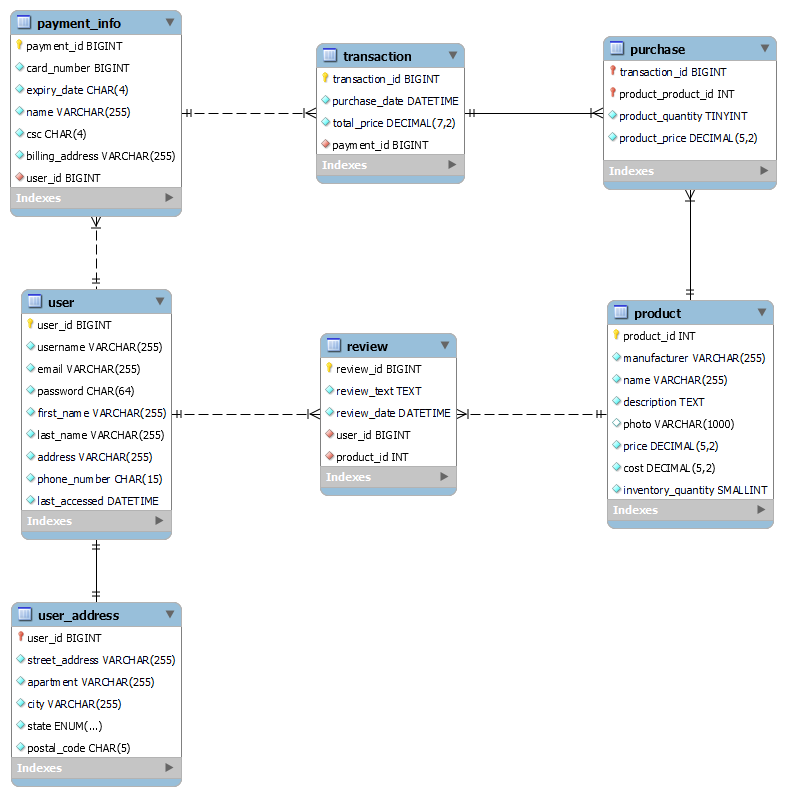 payment_info
payment_id BIGINT
card_number BIGINT
expiry_date CHAR(4)
name VARCHAR(255)
csc CHAR(4)
billing_address VARCHAR(255)
user_id BIGINT
Indexes
transaction
transaction_id BIGINT
purchase_date DATETIME
total_price DECIMAL(7,2)
payment_id BIGINT
Indexes
purchase
transaction_id BIGINT
product_product_id INT
product_quantity TINYINT
product_price DECIMAL(5,2)
Indexes
user
user_id BIGINT
username VARCHAR(255)
email VARCHAR(255)
password CHAR(64)
first_name VARCHAR(255)
last_name VARCHAR(255)
address VARCHAR(255)
phone_number CHAR(15)
last_accessed DATETIME
Indexes
review
review_id BIGINT
review_text TEXT
review_date DATETIME
user_id BIGINT
product_id INT
Indexes
product
product_id INT
manufacturer VARCHAR(255)
name VARCHAR(255)
description TEXT
photo VARCHAR(1000)
price DECIMAL(5,2)
cost DECIMAL(5,2)
inventory_quantity SMALLINT
Indexes
user_address
user_id BIGINT
street_address VARCHAR(255)
apartment VARCHAR(255)
city VARCHAR(255)
state ENUM(...)
postal_code CHAR(5)
Indexes